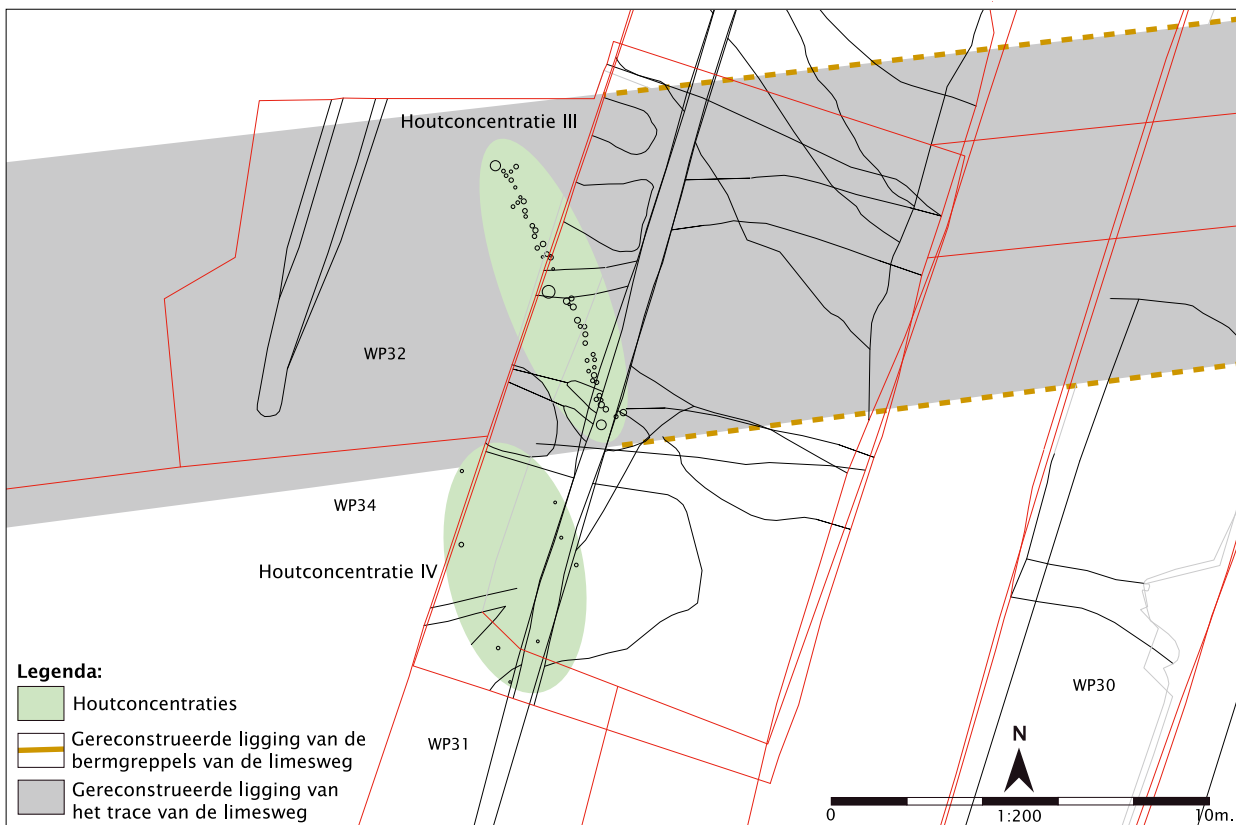 Houtconcentratie III
WP32
WP34
Houtconcentratie IV
WP30
WP31
Legenda:
Houtconcentraties
Gereconstrueerde ligging van de
bermgreppels van de limesweg
Gereconstrueerde ligging van
het trace van de limesweg
N
0
1:200
10m.